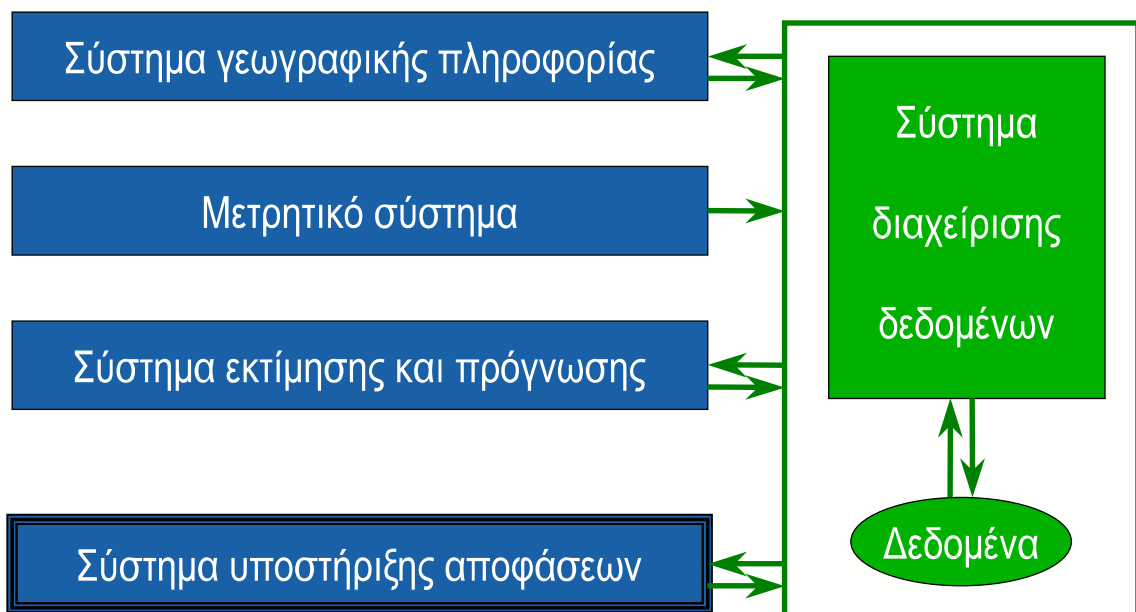 Σύστημα γεωγραφικής πληροφορίας
Μετρητικό σύστημα
Σύστημα εκτίμησης και πρόγνωσης
Σύστημα υποστήριξης αποφάσεων
Σύστημα
διαχείρισης
δεδομένων
Δεδομένα